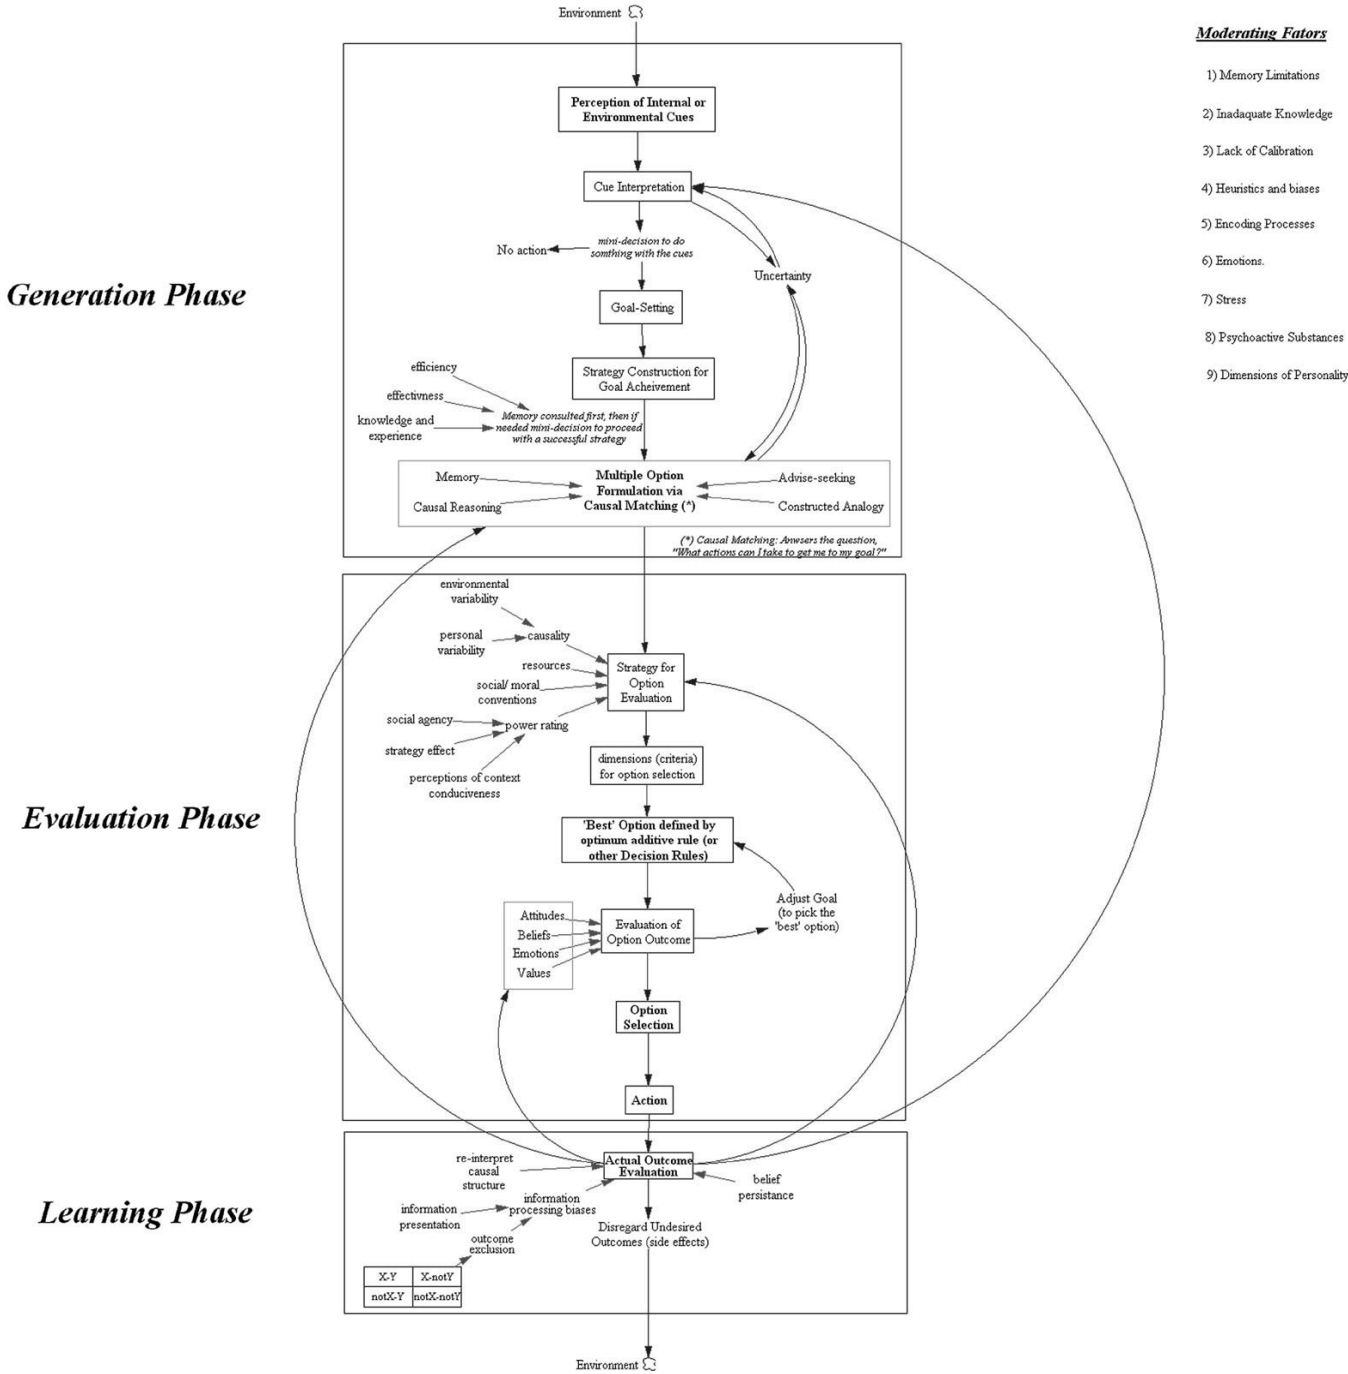 Environment
Moderating Fators
1) Memory Limitations
2) Inadaquate Knowledge
3) Lack of Calibration
4) Heuristics and biases
5) Encoding Processes
6) Emotions.
7) Stress
8) Psychoactive Substances
9) Dimensions of Personality
Generation Phase
Perception of Internal or
Environmental Cues
Cue Interpretation
No action
mini-decision to do
somthing with the cues
Uncertainty
Goal-Setting
Strategy Construction for
Goal Acheivement
efficiency
effectivness
knowledge and
experience
Memory consulted first, then if
needed mini-decision to proceed
with a successful strategy
Memory
Causal Reasoning
Multiple Option
Formulation via
Causal Matching (*)
Advise-seeking
Constructed Analogy
(*) Causal Matching: Anwsers the question,
"What actions can I take to get me to my goal?"
Evaluation Phase
environmental
variability
personal
variability
causality
resources
social/ moral
conventions
social agency
power rating
strategy effect
perceptions of context
conduciveness
Strategy for
Option
Evaluation
dimensions (criteria)
for option selection
'Best' Option defined by
optimum additive rule (or
other Decision Rules)
Adjust Goal
(to pick the
'best' option)
Attitudes
Beliefs
Emotions
Values
Evaluation of
Option Outcome
Option
Selection
Action
Learning Phase
Actual Outcome
Evaluation
re-interpret
causal
structure
belief
persistance
information
processing biases
information
presentation
outcome
exclusion
X-Y X-notY
notX-Y notX-notY
Disregard Undesired
Outcomes (side effects)
Environment